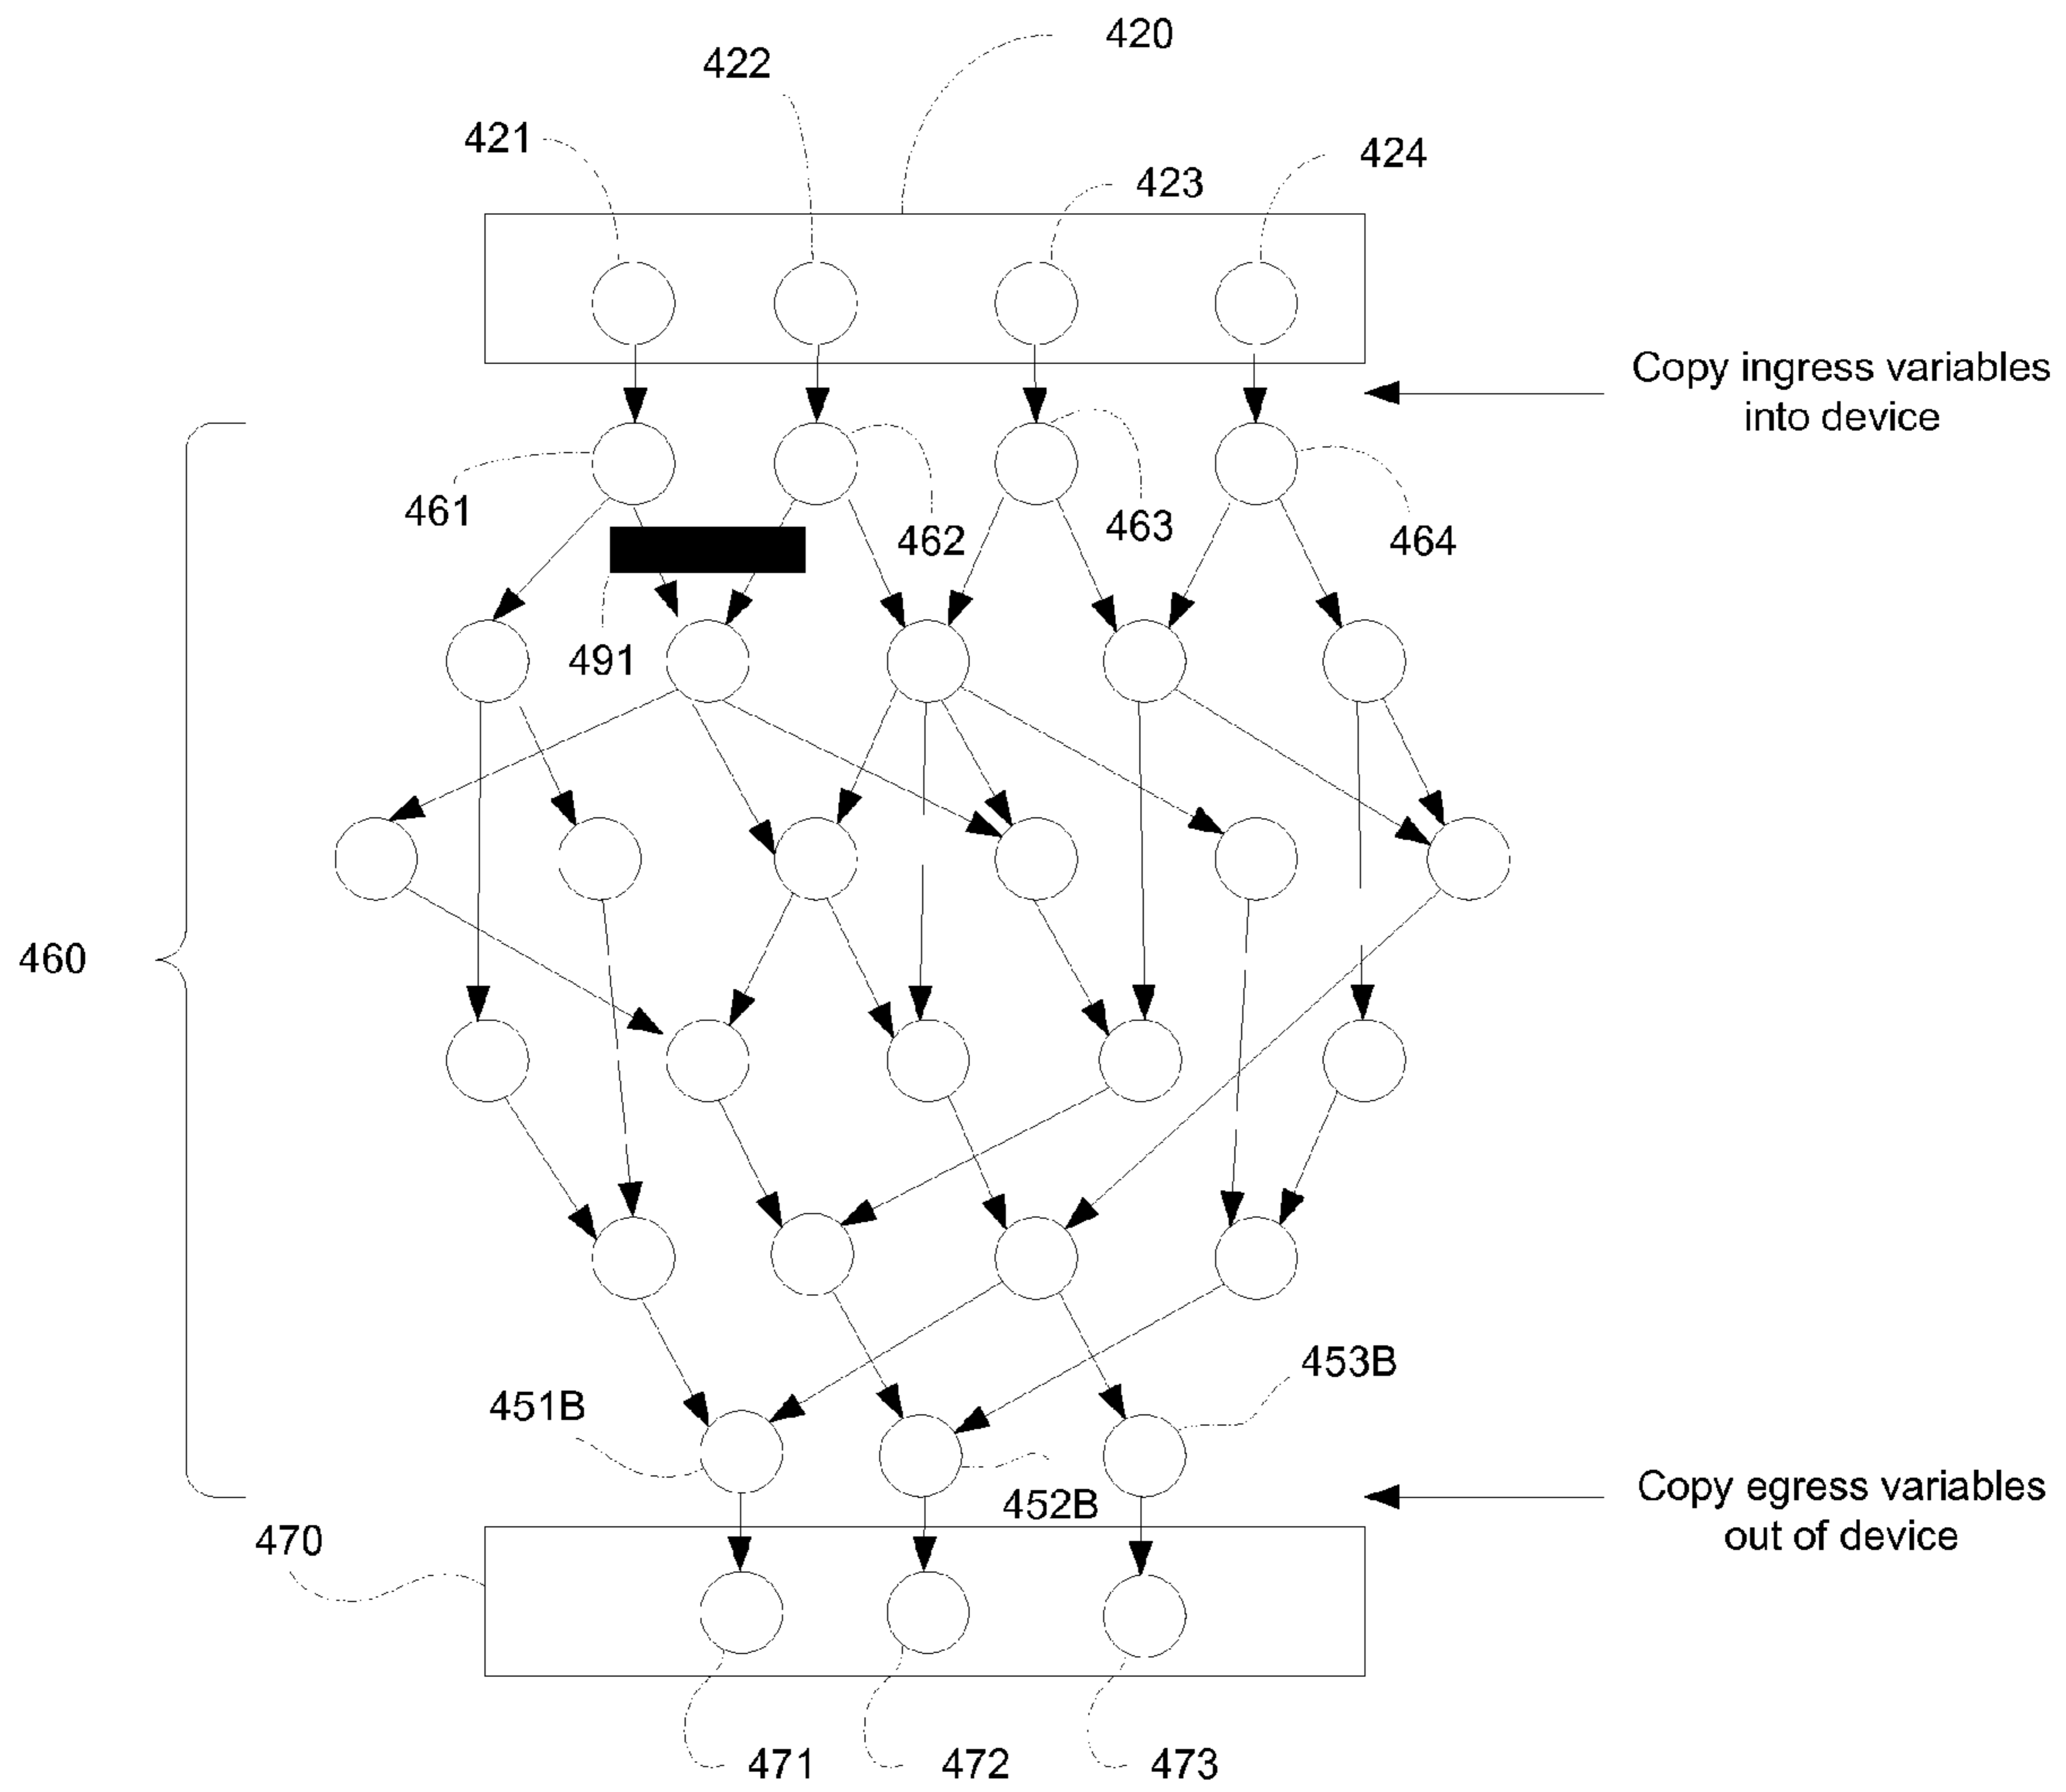 420
422
421
424
423
Copy ingress variables
into device
461
462
463
464
491
460
453B
451B
452B
Copy egress variables
out of device
470
471
472
473